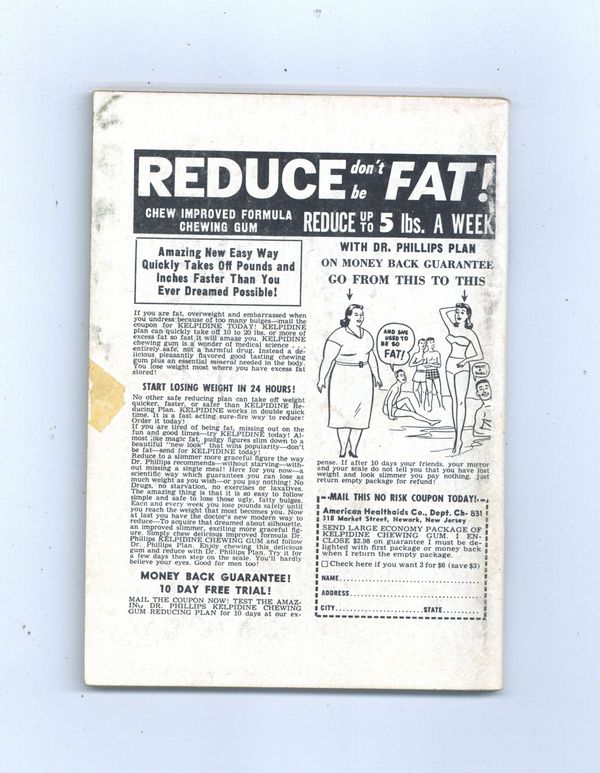 REDUCE don't be FAT!
CHEW IMPROVED FORMULA
CHEWING GUM
REDUCE UP TO 5 lbs. A WEEK
Amazing New Easy Way
Quickly Takes Off Pounds and
Inches Faster Than You
Ever Dreamed Possible!
If you are fat, overweight and embarrassed when
you undress because of too many bulges—mail the
coupon for KELPIDINE TODAY! KELPIDINE
plan can quickly take off 10 to 20 lbs. or more of
excess fat so fast it will amaze you. KELPIDINE
chewing gum is a wonder of medical science . . .
entirely safe, not a harmful drug. Instead a de-
licious pleasantly flavored good tasting chewing
gum plus an essential mineral needed in the body.
You lose weight most where you have excess fat
stored!
START LOSING WEIGHT IN 24 HOURS!
No other safe reducing plan can take off weight
quicker, faster, or safer than KELPIDINE Re-
ducing Plan. KELPIDINE works in double quick
time. It is a fast acting sure-fire way to reduce!
Order it today!
If you are tired of being fat, missing out on the
fun and good times—try KELPIDINE today! Al-
most like magic fat, pudgy figures slim down to a
beautiful "new look" that wins popularity—don't
be fat—send for KELPIDINE today!
Reduce to a slimmer more graceful figure the way
Dr. Phillips recommends—without starving—with-
out missing a single meal! Here for you now—a
scientific way which guarantees you can lose as
much weight as you wish—or you pay nothing! No
Drugs, no starvation, no exercises or laxatives.
The amazing thing is that it is so easy to follow
simple and safe to lose those ugly, fatty bulges.
Each and every week you lose pounds safely until
you reach the weight that most becomes you. Now
at last you have the doctor's new modern way to
reduce—To acquire that dreamed about silhouette,
an improved slimmer, exciting more graceful fig-
ure. Simply chew delicious improved formula Dr.
Phillips KELPIDINE CHEWING GUM and follow
Dr. Phillips Plan. Enjoy chewing this delicious
gum and reduce with Dr. Phillips Plan. Try it for
a few days then step on the scale. You'll hardly
believe your eyes. Good for men too!
MONEY BACK GUARANTEE!
10 DAY FREE TRIAL!
MAIL THE COUPON NOW! TEST THE AMAZ-
ING DR. PHILLIPS KELPIDINE CHEWING
GUM REDUCING PLAN for 10 days at our ex-
WITH DR. PHILLIPS PLAN
ON MONEY BACK GUARANTEE
GO FROM THIS TO THIS
AND SHE
USED TO
BE SO
FAT!
pense. If after 10 days your friends, your mirror
and your scale do not tell you that you have lost
weight and look slimmer you pay nothing. Just
return empty package for refund!
MAIL THIS NO RISK COUPON TODAY!
American Healthaids Co., Dept. Ch- 831
318 Market Street, Newark, New Jersey
SEND LARGE ECONOMY PACKAGE OF
KELPIDINE CHEWING GUM. I EN-
CLOSE $2.98 on guarantee I must be de-
lighted with first package or money back
when I return the empty package.
Check here if you want 3 for $6 (save $3)
NAME
ADDRESS
CITY STATE